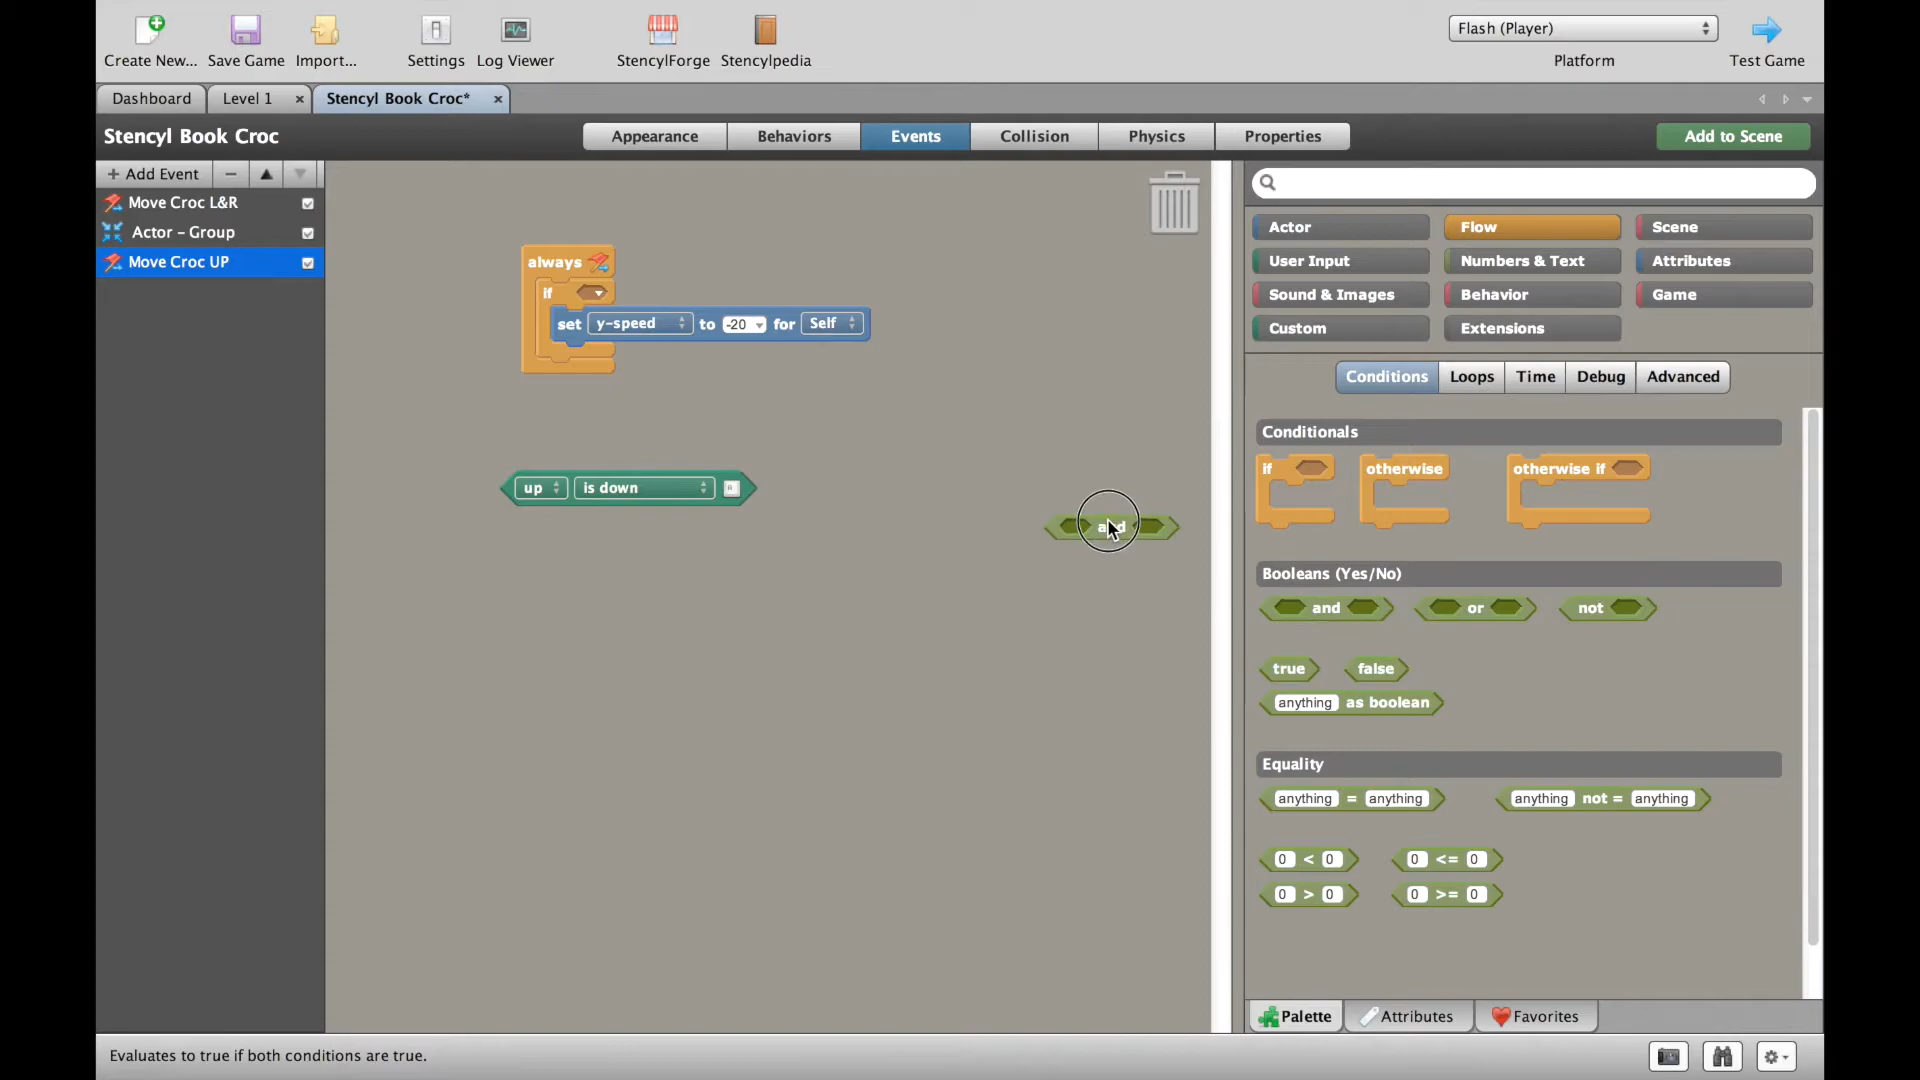 Create New... Save Game Import... Settings Log Viewer StencylForge Stencylpedia Flash (Player) Platform Test Game
Dashboard Level 1 Stencyl Book Croc*
Stencyl Book Croc Appearance Behaviors Events Collision Physics Properties Add to Scene
Add Event
Move Croc L&R
Actor - Group
Move Croc UP
always
if
set y-speed to -20 for Self
up is down
and
Actor Flow Scene
User Input Numbers & Text Attributes
Sound & Images Behavior Game
Custom Extensions
Conditions Loops Time Debug Advanced
Conditionals
if otherwise otherwise if
Booleans (Yes/No)
and or not
true false
anything as boolean
Equality
anything = anything anything not = anything
0 < 0 0 <= 0
0 > 0 0 >= 0
Palette Attributes Favorites
Evaluates to true if both conditions are true.